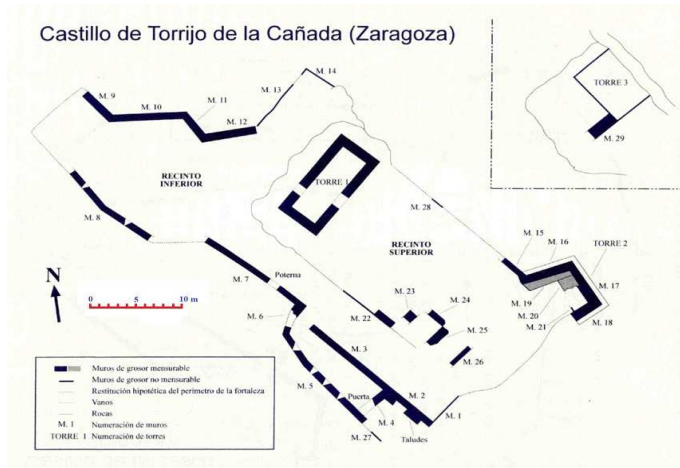 Castillo de Torrijo de la Cañada (Zaragoza)
M. 14
M. 9
M. 10
M. 11
M. 13
M. 12
TORRE 3
M. 29
RECINTO
INFERIOR
TORRE 1
M. 8
M. 28
RECINTO
SUPERIOR
M. 15
M. 16
TORRE 2
M. 17
M. 19
M. 20
M. 21
M. 18
N
0 5 10 m
M. 7
Poterna
M. 6
M. 23
M. 24
M. 22
M. 25
M. 3
M. 26
M. 5
Puerta
M. 2
M. 1
M. 4
M. 27
Taludes
Muros de grosor mensurable
Muros de grosor no mensurable
Restitución hipotética del perímetro de la fortaleza
Vanos
Rocas
M. 1 Numeración de muros
TORRE 1 Numeración de torres